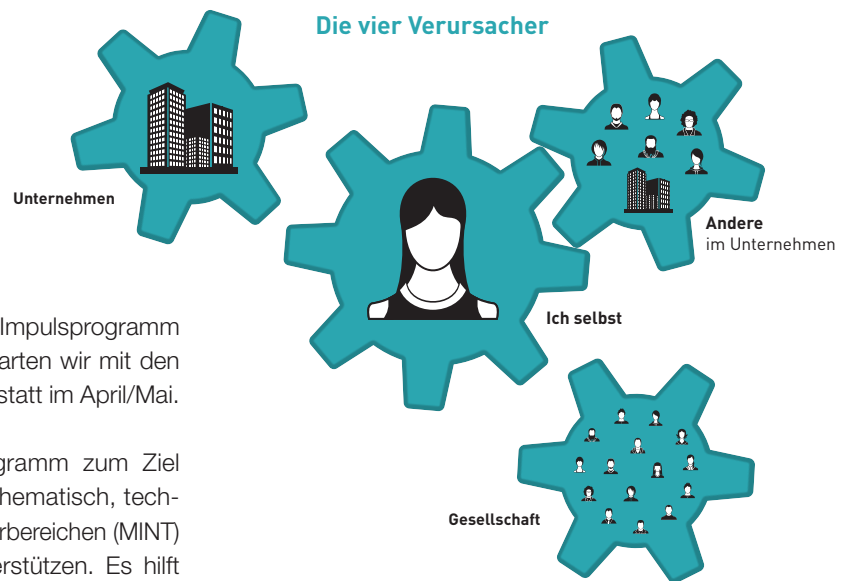 Die vier Verursacher
Unternehmen
Andere
im Unternehmen
Ich selbst
Gesellschaft
Impulsprogramm
arten wir mit den
statt im April/Mai.
gramm zum Ziel
hematisch, tech-
rbereichen (MINT)
erstützen. Es hilft